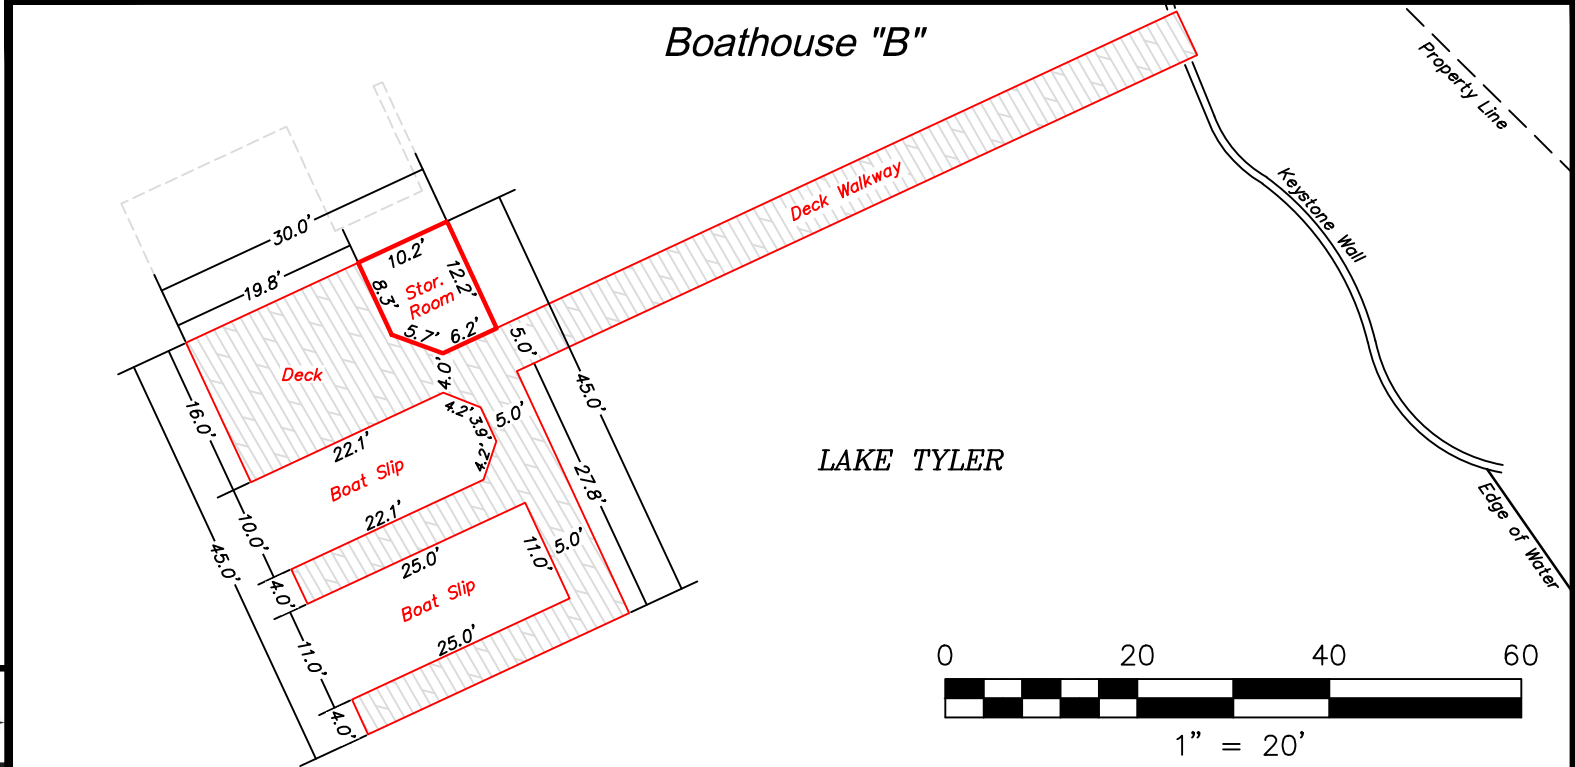 Boathouse "B"
Property Line
Keystone Wall
Deck Walkway
30.0'
19.8'
10.2'
12.2'
8.3'
Stor.
Room
5.7'
6.2'
5.0'
4.0'
Deck
45.0'
16.0'
4.2'
3.9'
5.0'
4.2'
22.1'
Boat Slip
LAKE TYLER
27.8'
22.1'
Edge of Water
10.0'
45.0'
25.0'
11.0'
5.0'
4.0'
Boat Slip
25.0'
11.0'
4.0'
0 20 40 60
1" = 20'